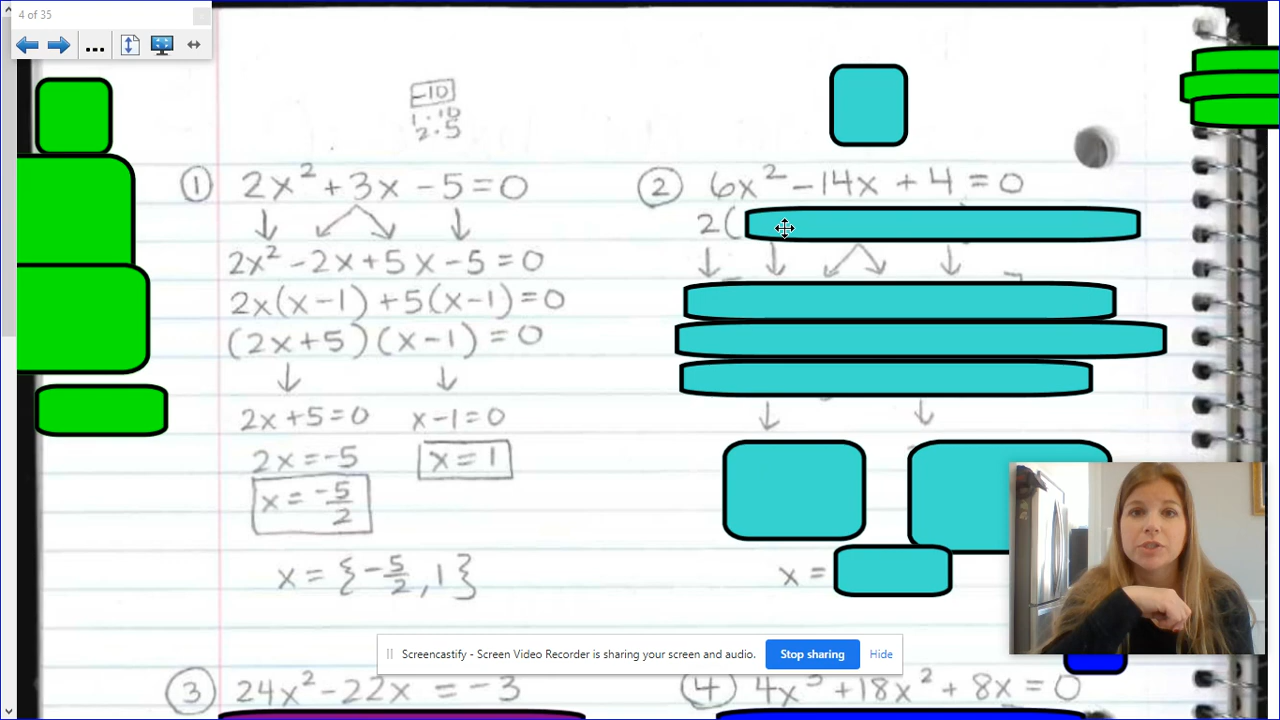 4 of 35
-10
1·10
2·5
① 2x² + 3x - 5 = 0
2x² - 2x + 5x - 5 = 0
2x(x - 1) + 5(x - 1) = 0
(2x + 5)(x - 1) = 0
2x + 5 = 0 x - 1 = 0
2x = -5 x = 1
x = -5/2
x = {-5/2, 1}
② 6x² - 14x + 4 = 0
2(
x =
Screencastify - Screen Video Recorder is sharing your screen and audio. Stop sharing Hide
③ 24x² - 22x = -3
④ 4x³ + 18x² + 8x = 0